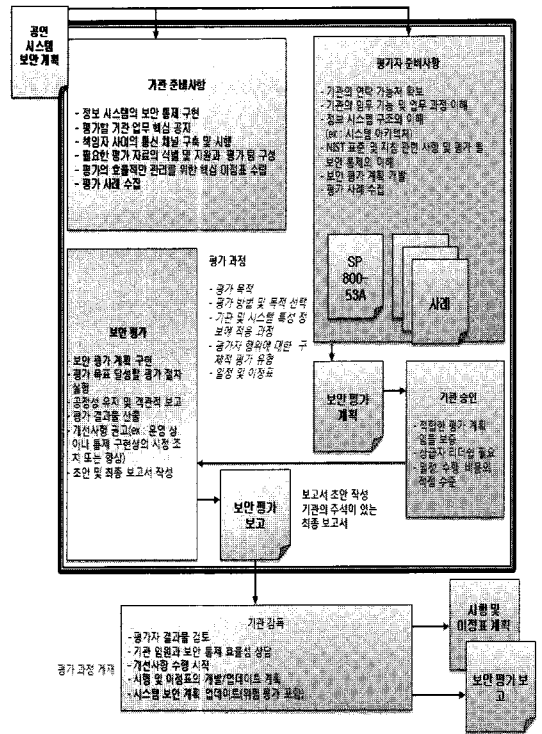 공인
시스템
보안 계획
기관 준비사항
- 정보 시스템의 보안 통제 구현
- 평가할 기관 업무 핵심 공지
- 책임자 사이의 통신 채널 구축 및 시행
- 필요한 평가 자료의 식별 및 지원과 평가 팀 구성
- 평가의 효율적인 관리를 위한 핵심 이정표 수립
- 평가 사례 수집
평가자 준비사항
- 기관의 연락 가능처 확보
- 기관의 임무 기능 및 업무 과정 이해
- 정보 시스템 구조의 이해
(ex : 시스템 아키텍처)
- NIST 표준 및 지침 관련 사항 및 평가 될
보안 통제의 이해
- 보안 평가 계획 개발
- 평가 사례 수집
SP
800-
53A
사례
평가 과정
- 평가 목적
- 평가 방법 및 목적 선택
- 기관 및 시스템 특성 정
보에 적용 과정
- 평가자 행위에 대한 구
체적 평가 유형
- 일정 및 이정표
보안 평가
- 보안 평가 계획 구현
- 평가 목표 달성할 평가 절차
실행
- 공정성 유지 및 객관적 보고
- 평가 결과물 산출
- 개선사항 권고(ex : 운영 상
이나 통제 구현성의 시정 조
치 또는 향상)
- 초안 및 최종 보고서 작성
보안 평가
계획
기관 승인
- 적합한 평가 계획
임을 보증
- 상급자 리더쉽 필요
- 일정 수행 비용의
적정 수준
보안 평가
보고
보고서 초안 작성
기관의 주석이 있는
최종 보고서
기관 감독
- 평가자 결과물 검토
- 기관 임원과 보안 통제 효율성 상담
- 개선사항 수행 시작
- 시행 및 이정표의 개발/업데이트 계획
- 시스템 보안 계획 업데이트(위험 평가 포함)
평가 과정 게재
시행 및
이정표 계획
보안 평가 보
고